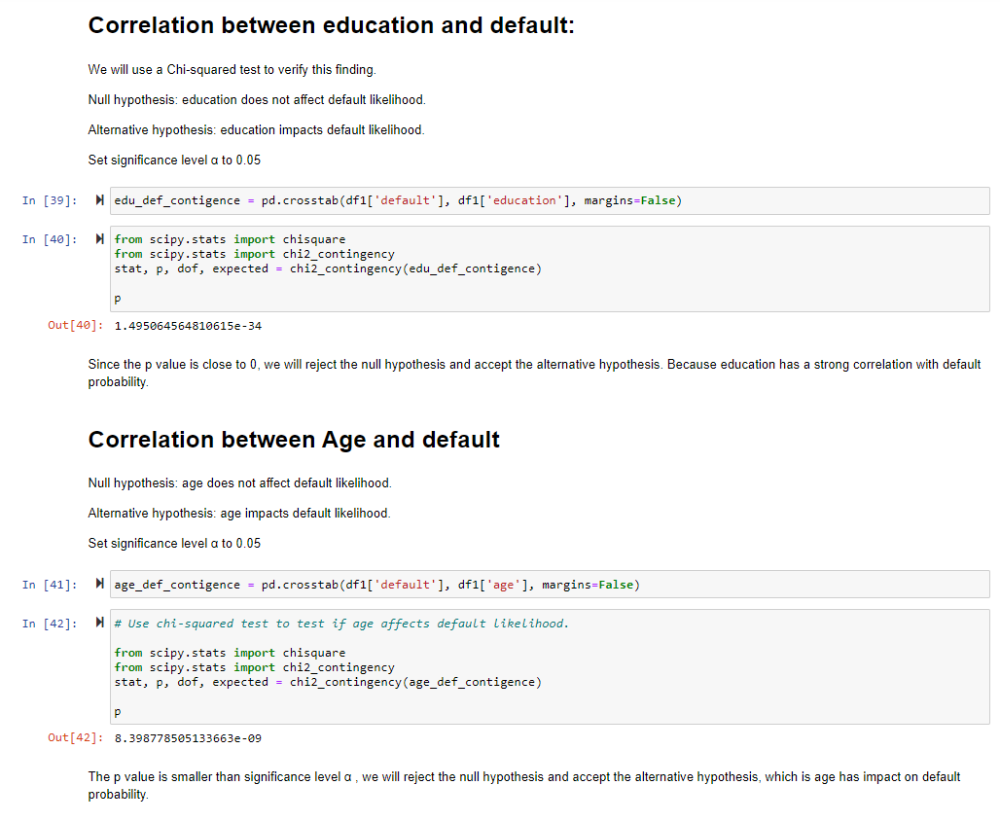 Correlation between education and default:
We will use a Chi-squared test to verify this finding.
Null hypothesis: education does not affect default likelihood.
Alternative hypothesis: education impacts default likelihood.
Set significance level α to 0.05
In [39]: edu_def_contigence = pd.crosstab(df1['default'], df1['education'], margins=False)
In [40]: from scipy.stats import chisquare
from scipy.stats import chi2_contingency
stat, p, dof, expected = chi2_contingency(edu_def_contigence)
p
Out[40]: 1.495064564810615e-34
Since the p value is close to 0, we will reject the null hypothesis and accept the alternative hypothesis. Because education has a strong correlation with default
probability.
Correlation between Age and default
Null hypothesis: age does not affect default likelihood.
Alternative hypothesis: age impacts default likelihood.
Set significance level α to 0.05
In [41]: age_def_contigence = pd.crosstab(df1['default'], df1['age'], margins=False)
In [42]: # Use chi-squared test to test if age affects default likelihood.
from scipy.stats import chisquare
from scipy.stats import chi2_contingency
stat, p, dof, expected = chi2_contingency(age_def_contigence)
p
Out[42]: 8.398778505133663e-09
The p value is smaller than significance level α , we will reject the null hypothesis and accept the alternative hypothesis, which is age has impact on default
probability.